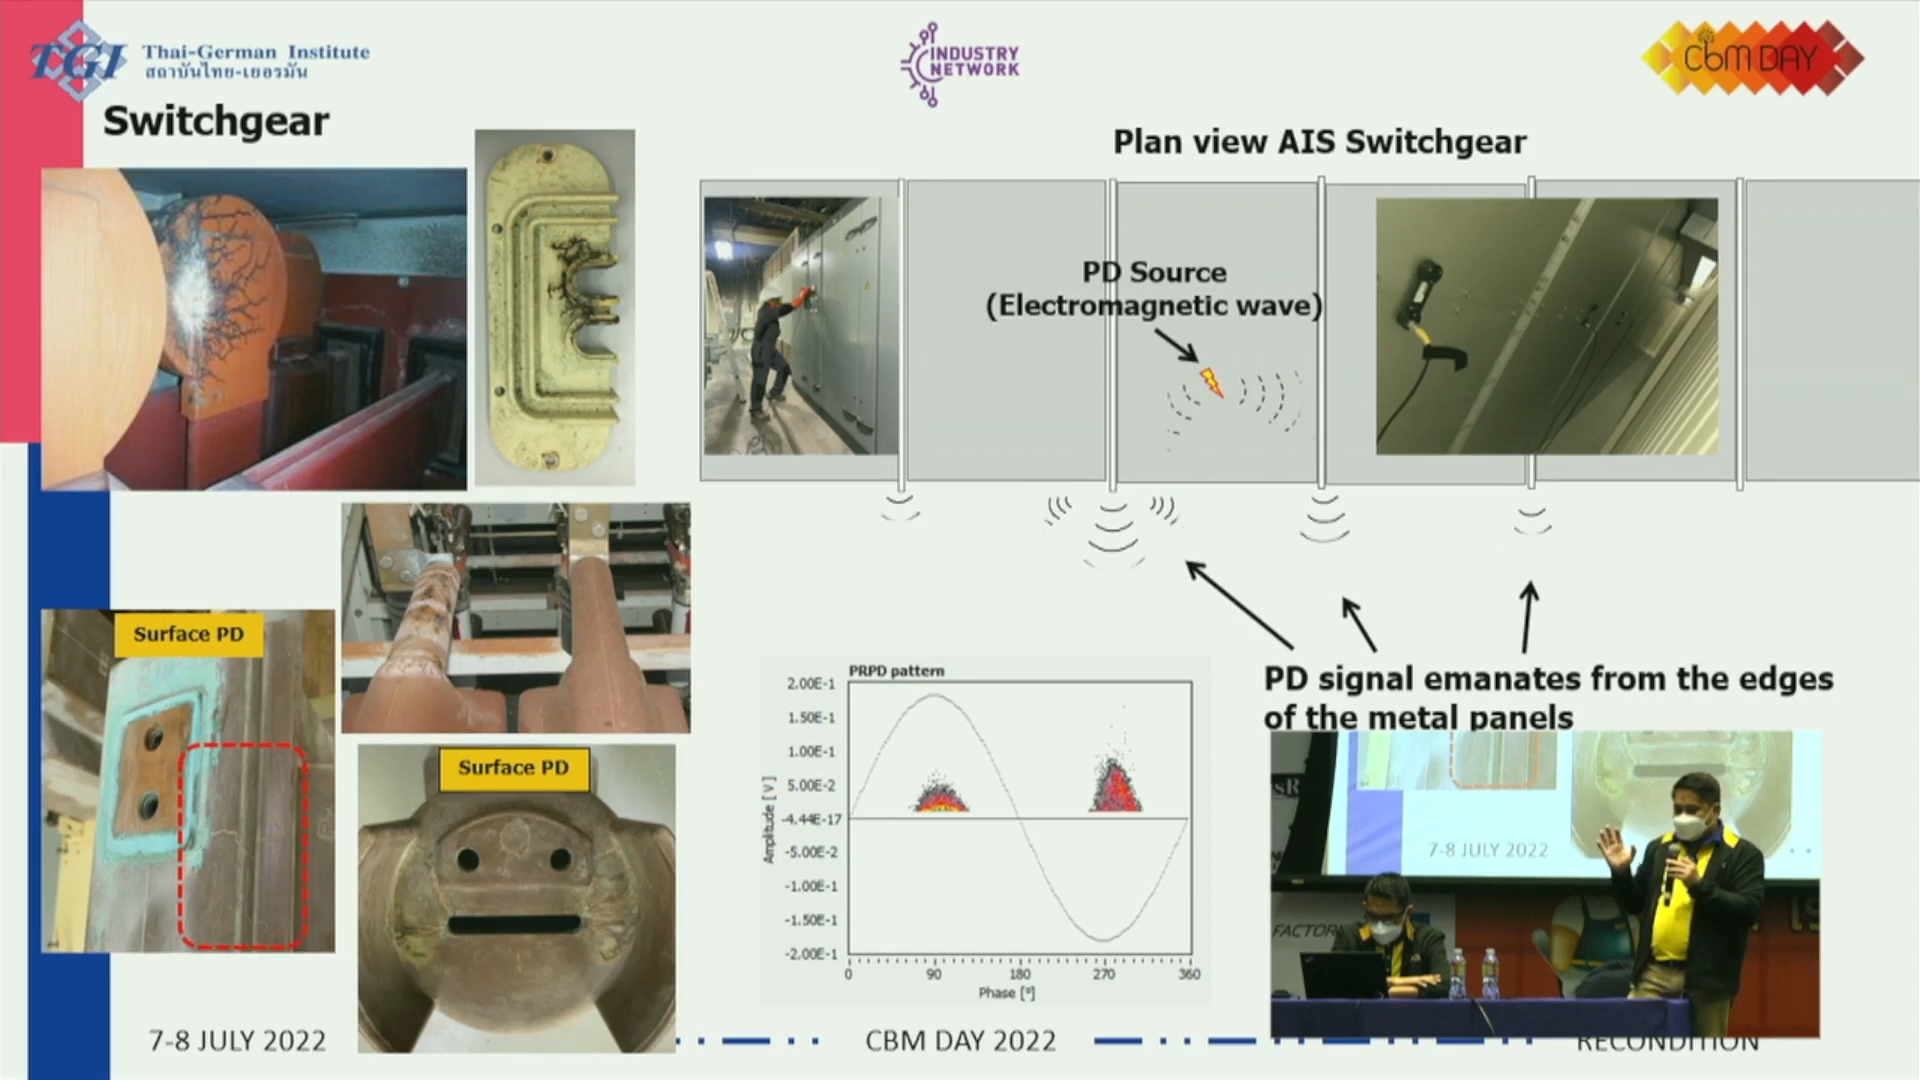 TGI
Thai-German Institute
สถาบันไทย-เยอรมัน
INDUSTRY
NETWORK
CbM DAY
Switchgear
Plan view AIS Switchgear
PD Source
(Electromagnetic wave)
Surface PD
Surface PD
PD signal emanates from the edges
of the metal panels
PRPD pattern
2.00E-1
1.50E-1
1.00E-1
5.00E-2
-4.44E-17
-5.00E-2
-1.00E-1
-1.50E-1
-2.00E-1
Amplitude [V]
0 90 180 270 360
Phase [°]
7-8 JULY 2022
FACTOR
7-8 JULY 2022
CBM DAY 2022
RECONDITION